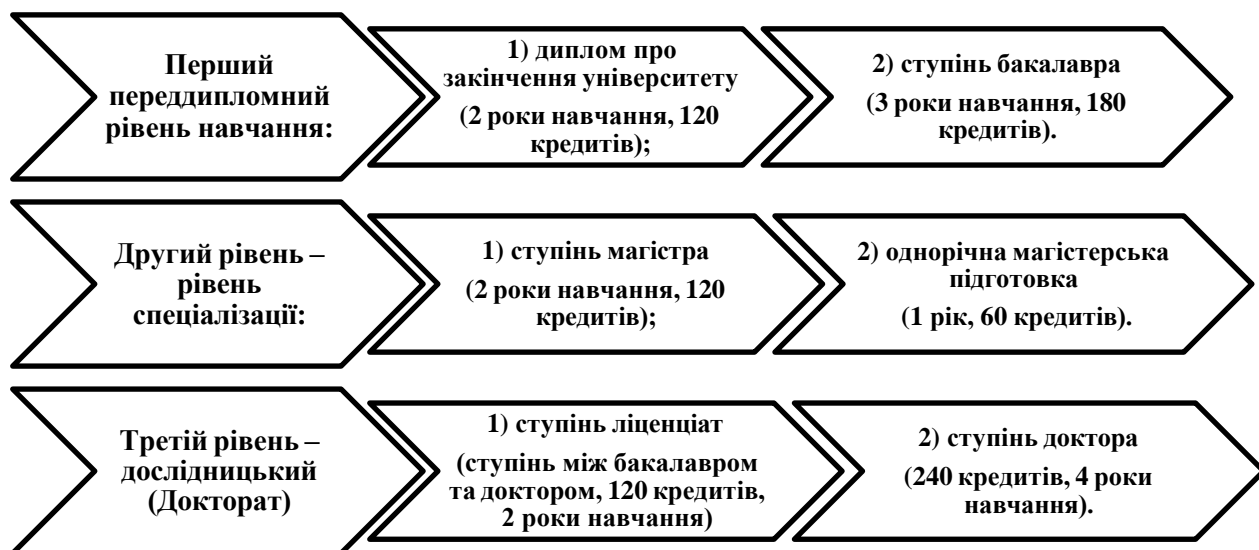 Перший
переддипломний
рівень навчання:
1) диплом про
закінчення університету
(2 роки навчання, 120
кредитів);
2) ступінь бакалавра
(3 роки навчання, 180
кредитів).
Другий рівень –
рівень
спеціалізації:
1) ступінь магістра
(2 роки навчання, 120
кредитів);
2) однорічна магістерська
підготовка
(1 рік, 60 кредитів).
Третій рівень –
дослідницький
(Докторат)
1) ступінь ліценціат
(ступінь між бакалавром
та доктором, 120 кредитів,
2 роки навчання)
2) ступінь доктора
(240 кредитів, 4 роки
навчання).